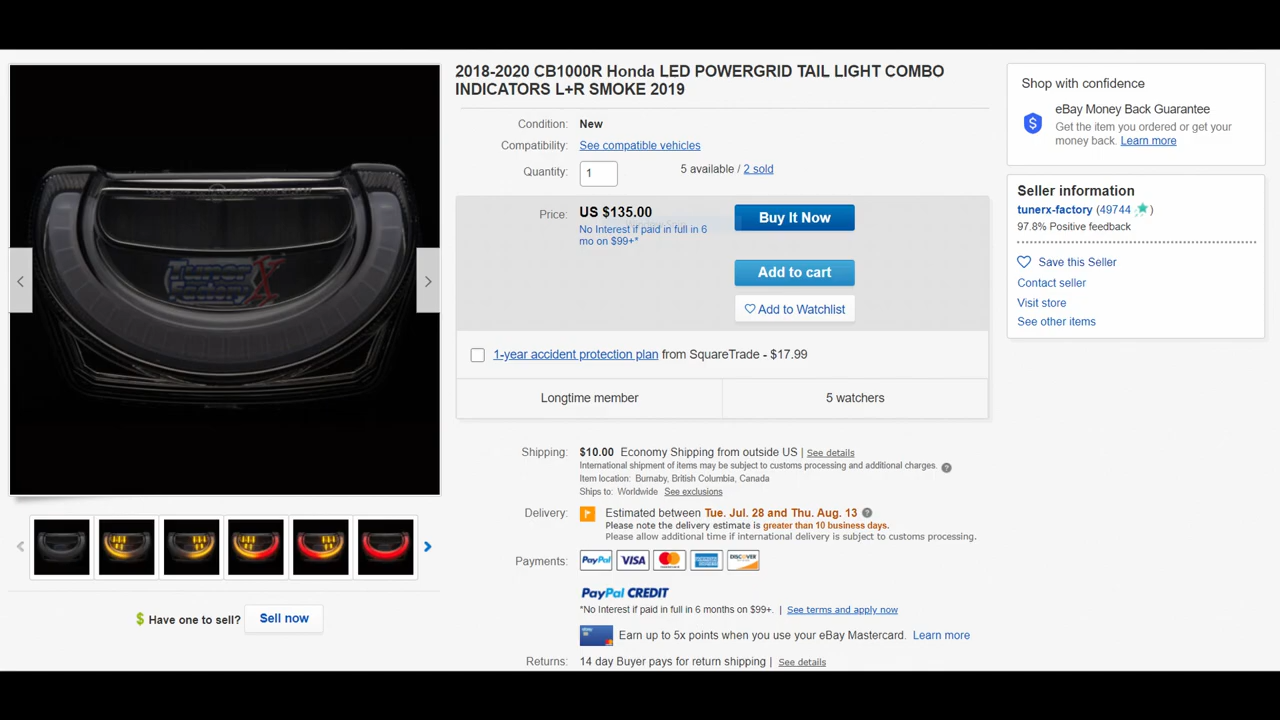 2018-2020 CB1000R Honda LED POWERGRID TAIL LIGHT COMBO
INDICATORS L+R SMOKE 2019
Condition: New
Compatibility: See compatible vehicles
Quantity: 1 5 available / 2 sold
Price: US $135.00
No Interest if paid in full in 6
mo on $99+*
Buy It Now
Add to cart
Add to Watchlist
1-year accident protection plan from SquareTrade - $17.99
Longtime member 5 watchers
Shipping: $10.00 Economy Shipping from outside US | See details
International shipment of items may be subject to customs processing and additional charges. ?
Item location: Burnaby, British Columbia, Canada
Ships to: Worldwide See exclusions
Delivery: Estimated between Tue. Jul. 28 and Thu. Aug. 13 ?
Please note the delivery estimate is greater than 10 business days.
Please allow additional time if international delivery is subject to customs processing.
Payments: PayPal VISA MasterCard DISCOVER
PayPal CREDIT
*No Interest if paid in full in 6 months on $99+. | See terms and apply now
Earn up to 5x points when you use your eBay Mastercard. Learn more
Returns: 14 day Buyer pays for return shipping | See details
Tuner X
Factory
$ Have one to sell? Sell now
Shop with confidence
$ eBay Money Back Guarantee
Get the item you ordered or get your
money back. Learn more
Seller information
tunerx-factory (49744 )
97.8% Positive feedback
Save this Seller
Contact seller
Visit store
See other items